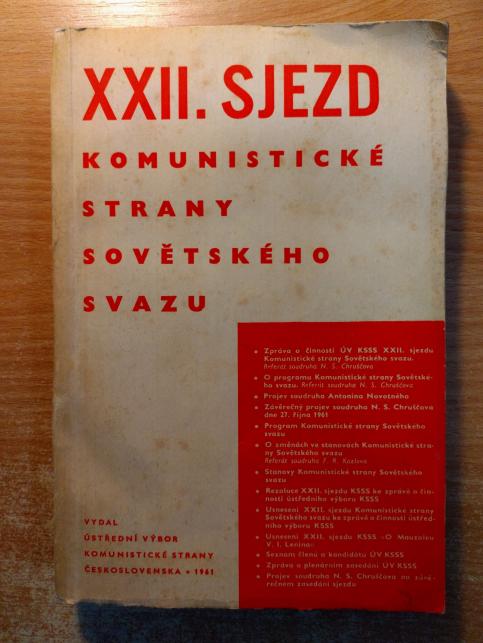 XXII. SJEZD
KOMUNISTICKÉ
STRANY
SOVĚTSKÉHO
SVAZU
• Zpráva o činnosti ÚV KSSS XXII. sjezdu
Komunistické strany Sovětského svazu.
Referát soudruha N. S. Chruščova
• O programu Komunistické strany Sovětské-
ho svazu. Referát soudruha N. S. Chruščova
• Projev soudruha Antonína Novotného
• Závěrečný projev soudruha N. S. Chruščova
dne 27. října 1961
• Program Komunistické strany Sovětského
svazu
• O změnách ve stanovách Komunistické stra-
ny Sovětského svazu
Referát soudruha F. R. Kozlova
• Stanovy Komunistické strany Sovětského
svazu
• Rezoluce XXII. sjezdu KSSS ke zprávě o čin-
nosti ústředního výboru KSSS
• Usnesení XXII. sjezdu Komunistické strany
Sovětského svazu ke zprávě o činnosti ústřed-
ního výboru KSSS
• Usnesení XXII. sjezdu KSSS »O Mauzoleu
V. I. Lenina«
• Seznam členů a kandidátů ÚV KSSS
• Zpráva o plenárním zasedání ÚV KSSS
• Projev soudruha N. S. Chruščova na závě-
rečném zasedání sjezdu
VYDAL
ÚSTŘEDNÍ VÝBOR
KOMUNISTICKÉ STRANY
ČESKOSLOVENSKA • 1961